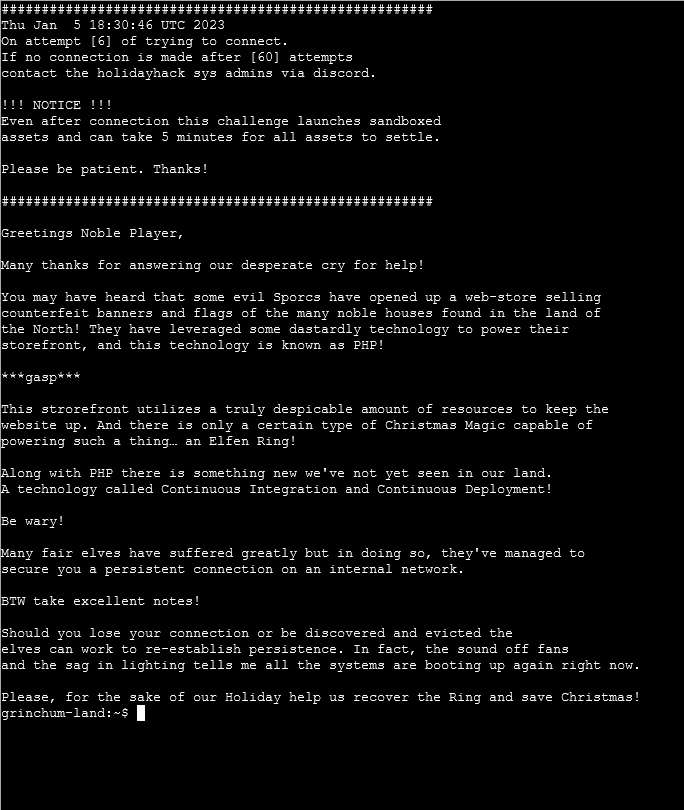 ######################################################
Thu Jan  5 18:30:46 UTC 2023
On attempt [6] of trying to connect.
If no connection is made after [60] attempts
contact the holidayhack sys admins via discord.
!!! NOTICE !!!
Even after connection this challenge launches sandboxed
assets and can take 5 minutes for all assets to settle.
Please be patient. Thanks!
######################################################
Greetings Noble Player,
Many thanks for answering our desperate cry for help!
You may have heard that some evil Sporcs have opened up a web-store selling
counterfeit banners and flags of the many noble houses found in the land of
the North! They have leveraged some dastardly technology to power their
storefront, and this technology is known as PHP!
***gasp***
This strorefront utilizes a truly despicable amount of resources to keep the
website up. And there is only a certain type of Christmas Magic capable of
powering such a thing… an Elfen Ring!
Along with PHP there is something new we've not yet seen in our land.
A technology called Continuous Integration and Continuous Deployment!
Be wary!
Many fair elves have suffered greatly but in doing so, they've managed to
secure you a persistent connection on an internal network.
BTW take excellent notes!
Should you lose your connection or be discovered and evicted the
elves can work to re-establish persistence. In fact, the sound off fans
and the sag in lighting tells me all the systems are booting up again right now.
Please, for the sake of our Holiday help us recover the Ring and save Christmas!
grinchum-land:~$